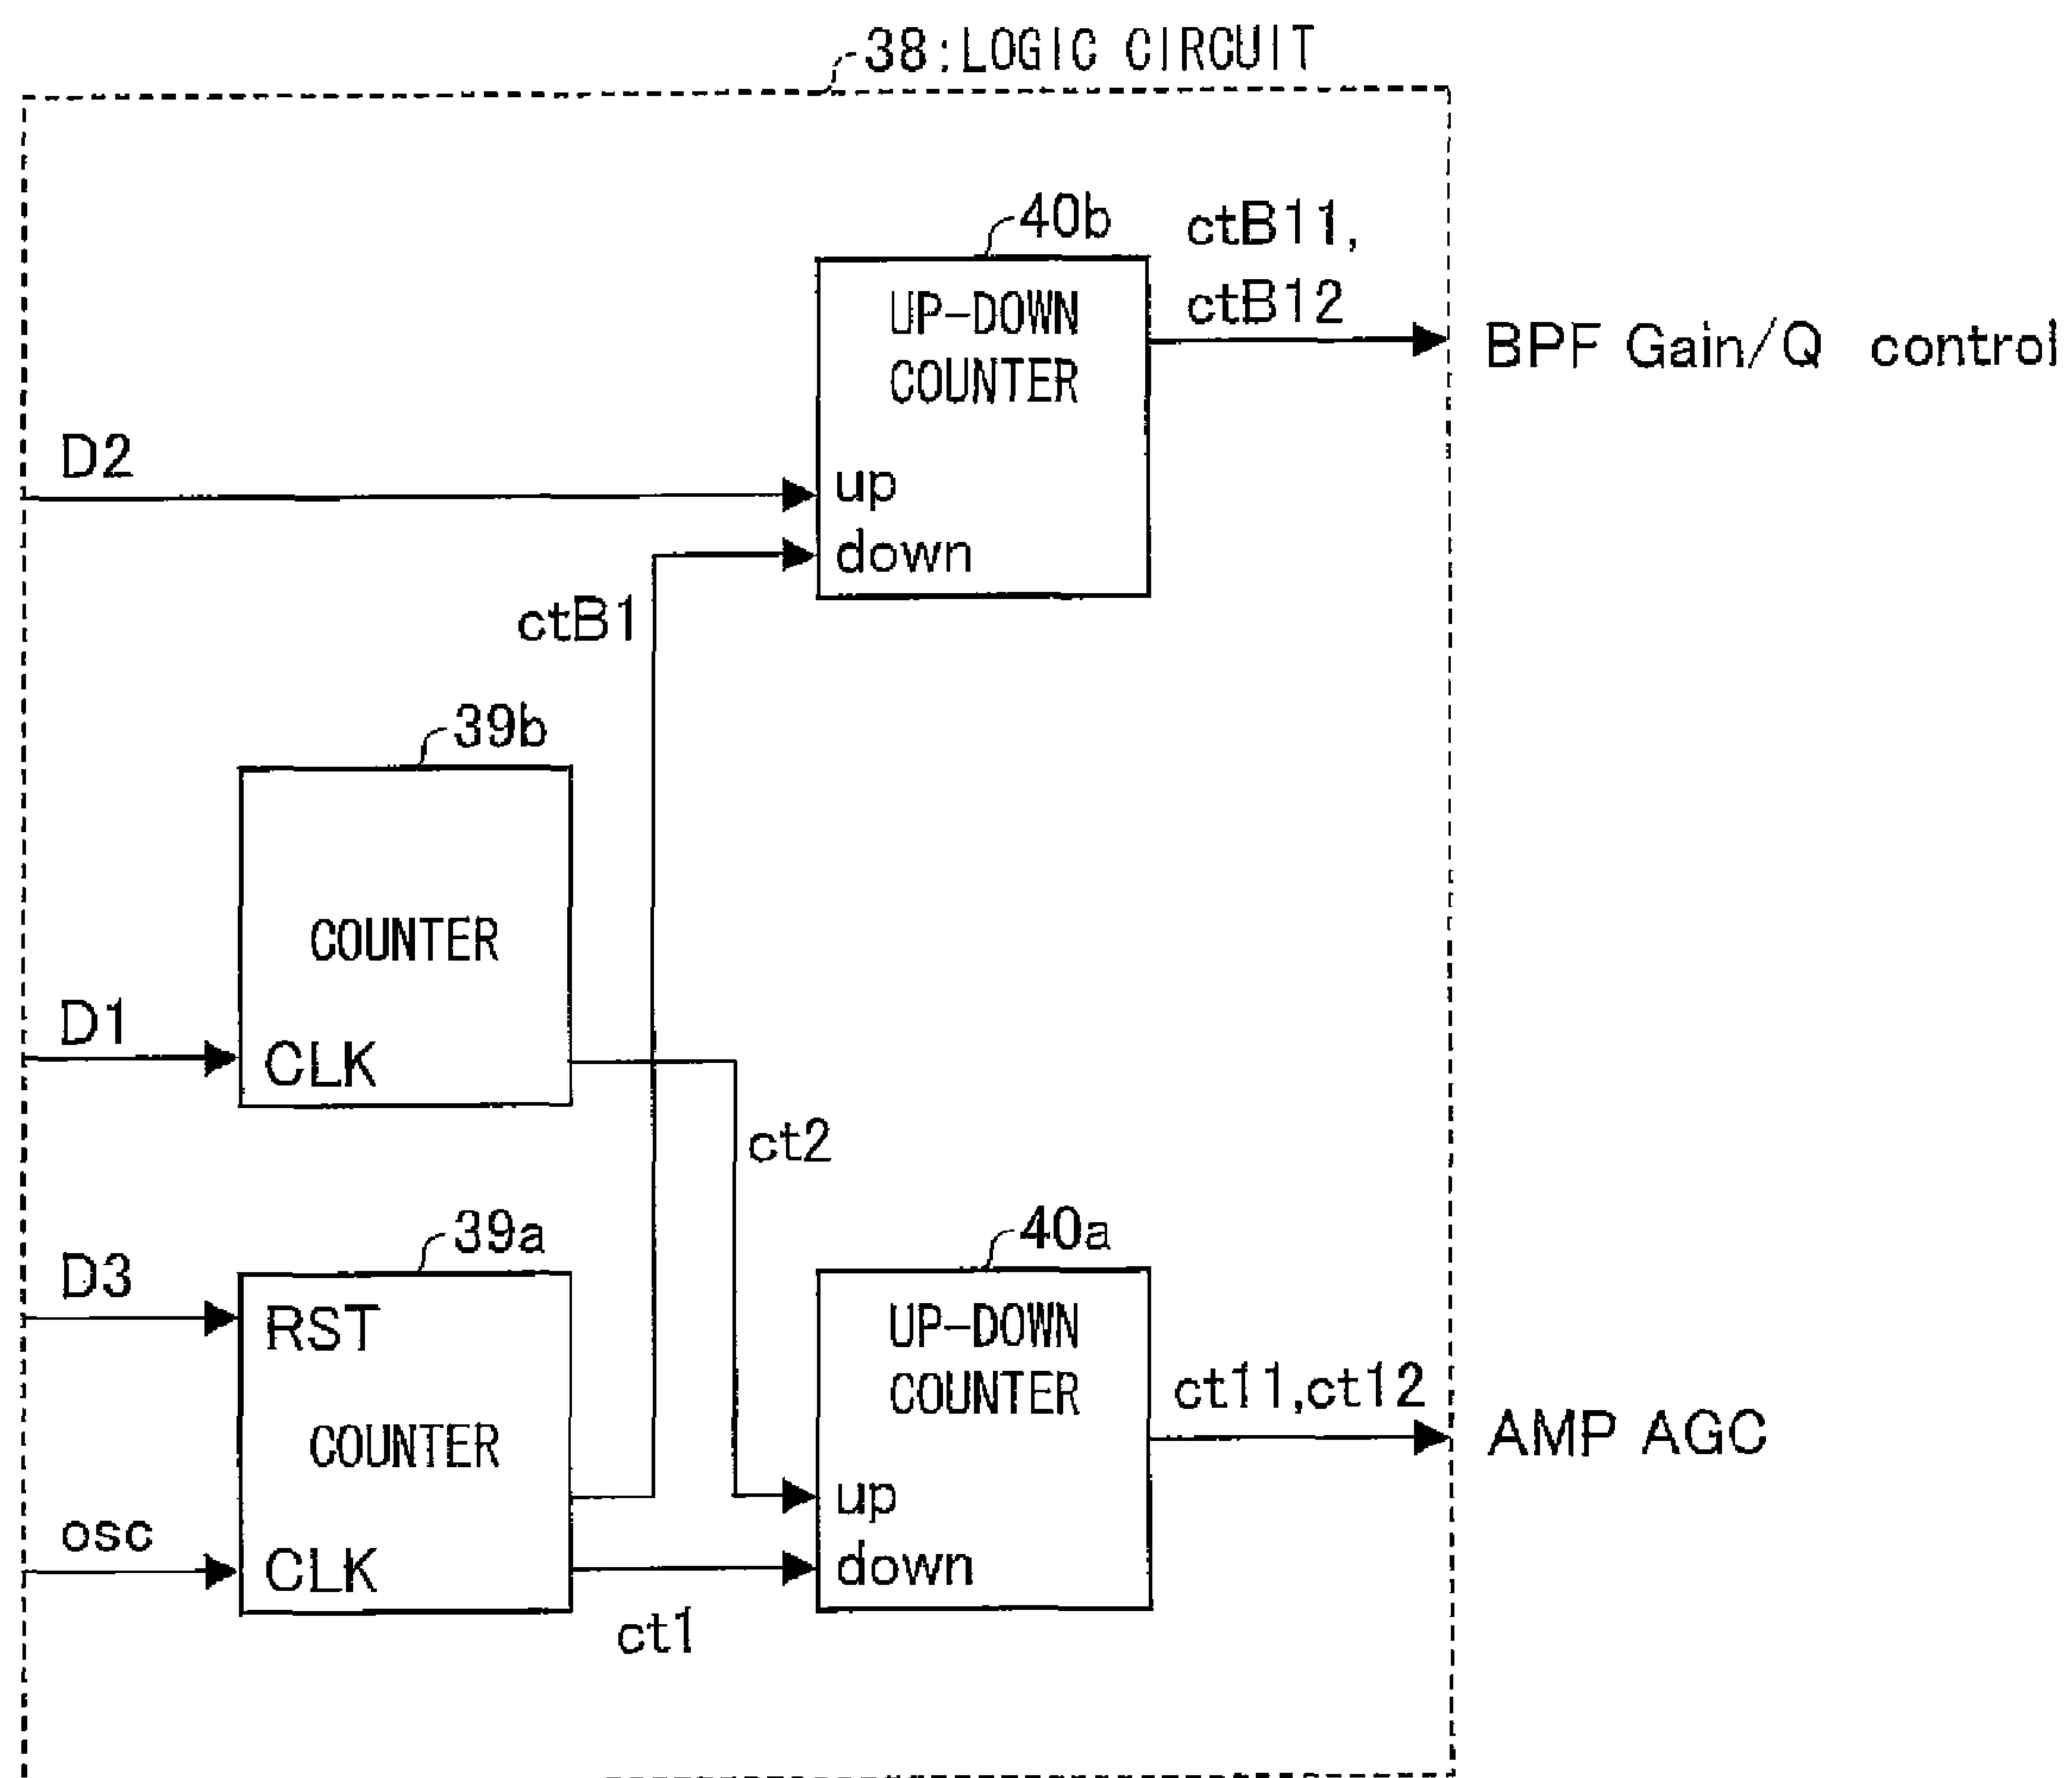 38:LOGIC CIRCUIT
40b
ctB11,
ctB12
UP-DOWN
COUNTER
BPF Gain/Q control
D2
up
down
ctB1
39b
COUNTER
D1
CLK
ct2
39a
40a
D3
RST
UP-DOWN
COUNTER
ct11,ct12
COUNTER
AMP AGC
up
osc
CLK
down
ct1